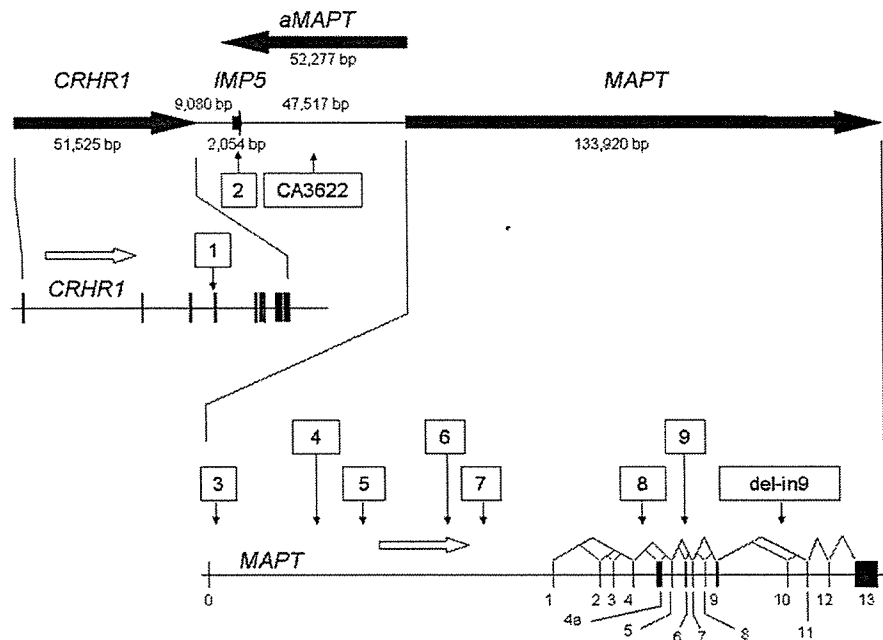 aMAPT
52,277 bp
CRHR1
IMP5
MAPT
9,080 bp
47,517 bp
51,525 bp
2,054 bp
133,920 bp
2
CA3622
1
CRHR1
4
6
9
3
5
7
8
del-in9
MAPT
0
1
2
3
4
9
10
12
13
4a
5
6
7
8
11